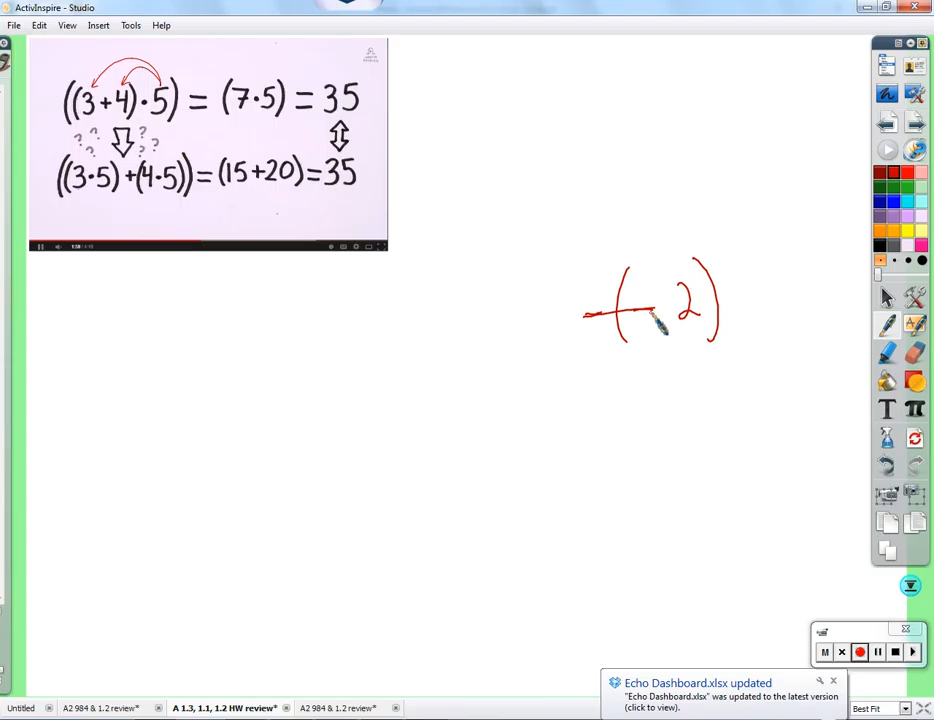 ActivInspire - Studio
File Edit View Insert Tools Help
((3+4)·5) = (7·5) = 35
? ? ? ? ? ?
((3·5)+(4·5))=(15+20)=35
-(- 2)
T π
M
Echo Dashboard.xlsx updated
"Echo Dashboard.xlsx" was updated to the latest version
(click to view).
Untitled A2 984 & 1.2 review* A 1.3, 1.1, 1.2 HW review* A2 984 & 1.2 review* Best Fit